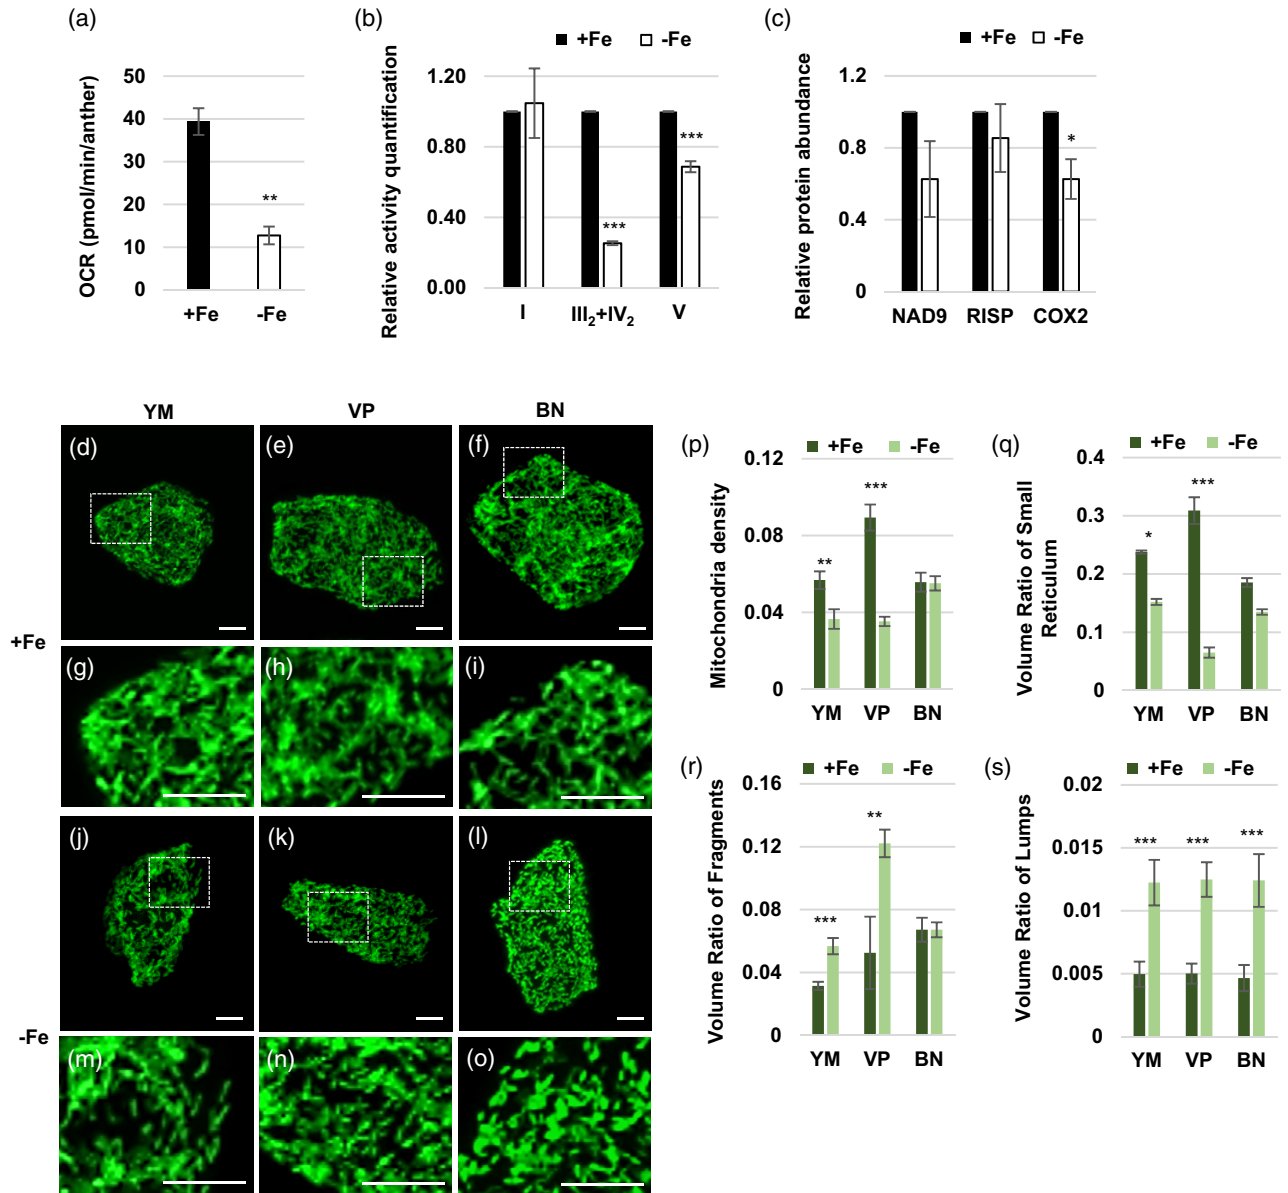 (a)
OCR (pmol/min/anther)
50
40
30
20
10
0
**
+Fe
-Fe
(b)
+Fe
-Fe
Relative activity quantification
1.20
0.80
0.40
0.00
***
***
I
III₂+IV₂
V
(c)
+Fe
-Fe
Relative protein abundance
1.2
0.8
0.4
0
*
NAD9
RISP
COX2
YM
VP
BN
+Fe
(d)
(e)
(f)
(g)
(h)
(i)
-Fe
(j)
(k)
(l)
(m)
(n)
(o)
(p)
+Fe
-Fe
Mitochondria density
0.12
0.08
0.04
0
**
***
YM
VP
BN
(q)
+Fe
-Fe
Volume Ratio of Small
Reticulum
0.4
0.3
0.2
0.1
0
*
***
YM
VP
BN
(r)
+Fe
-Fe
Volume Ratio of Fragments
0.16
0.12
0.08
0.04
0
***
**
YM
VP
BN
(s)
+Fe
-Fe
Volume Ratio of Lumps
0.02
0.015
0.01
0.005
0
***
***
***
YM
VP
BN